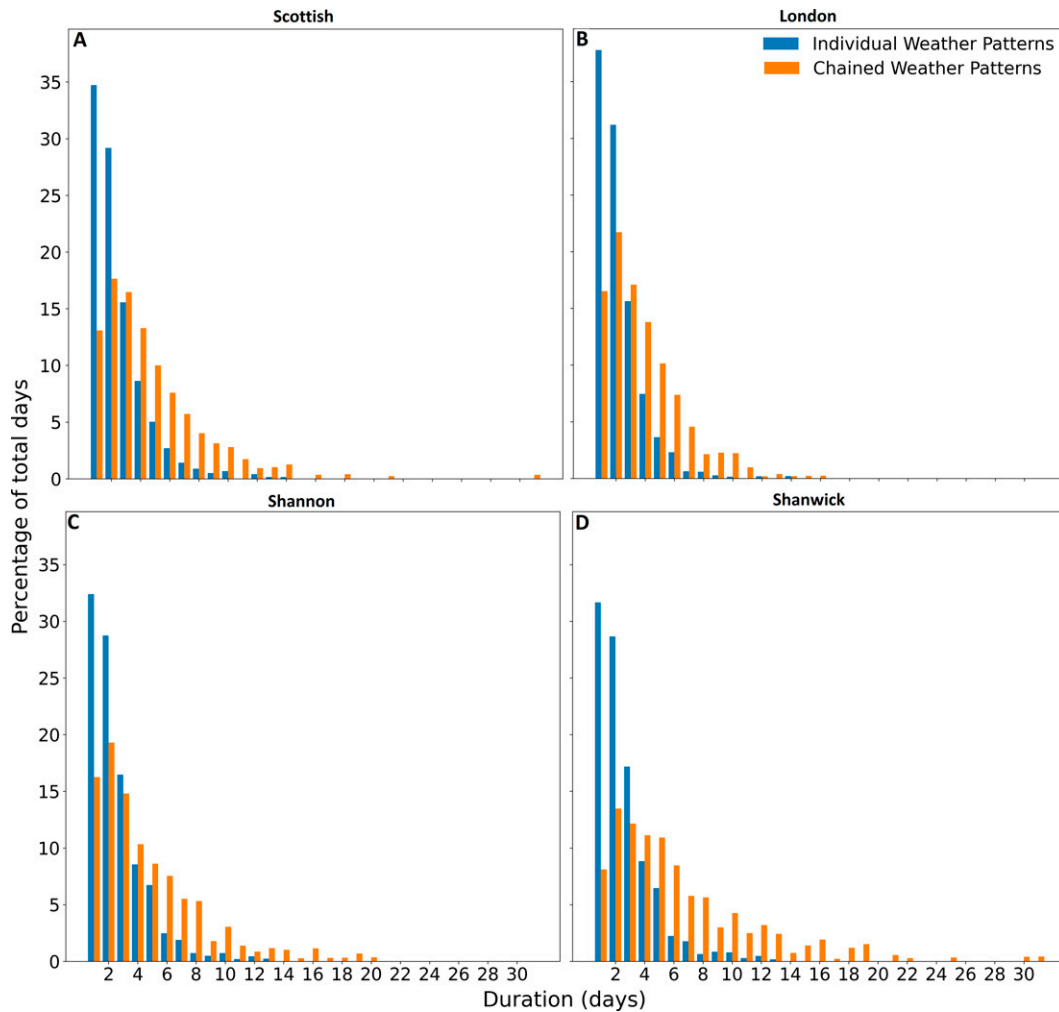 Scottish
London
A
B
Individual Weather Patterns
Chained Weather Patterns
35
30
25
20
15
10
5
0
Shannon
Shanwick
C
D
35
30
25
20
15
10
5
0
Percentage of total days
2 4 6 8 10 12 14 16 18 20 22 24 26 28 30
2 4 6 8 10 12 14 16 18 20 22 24 26 28 30
Duration (days)